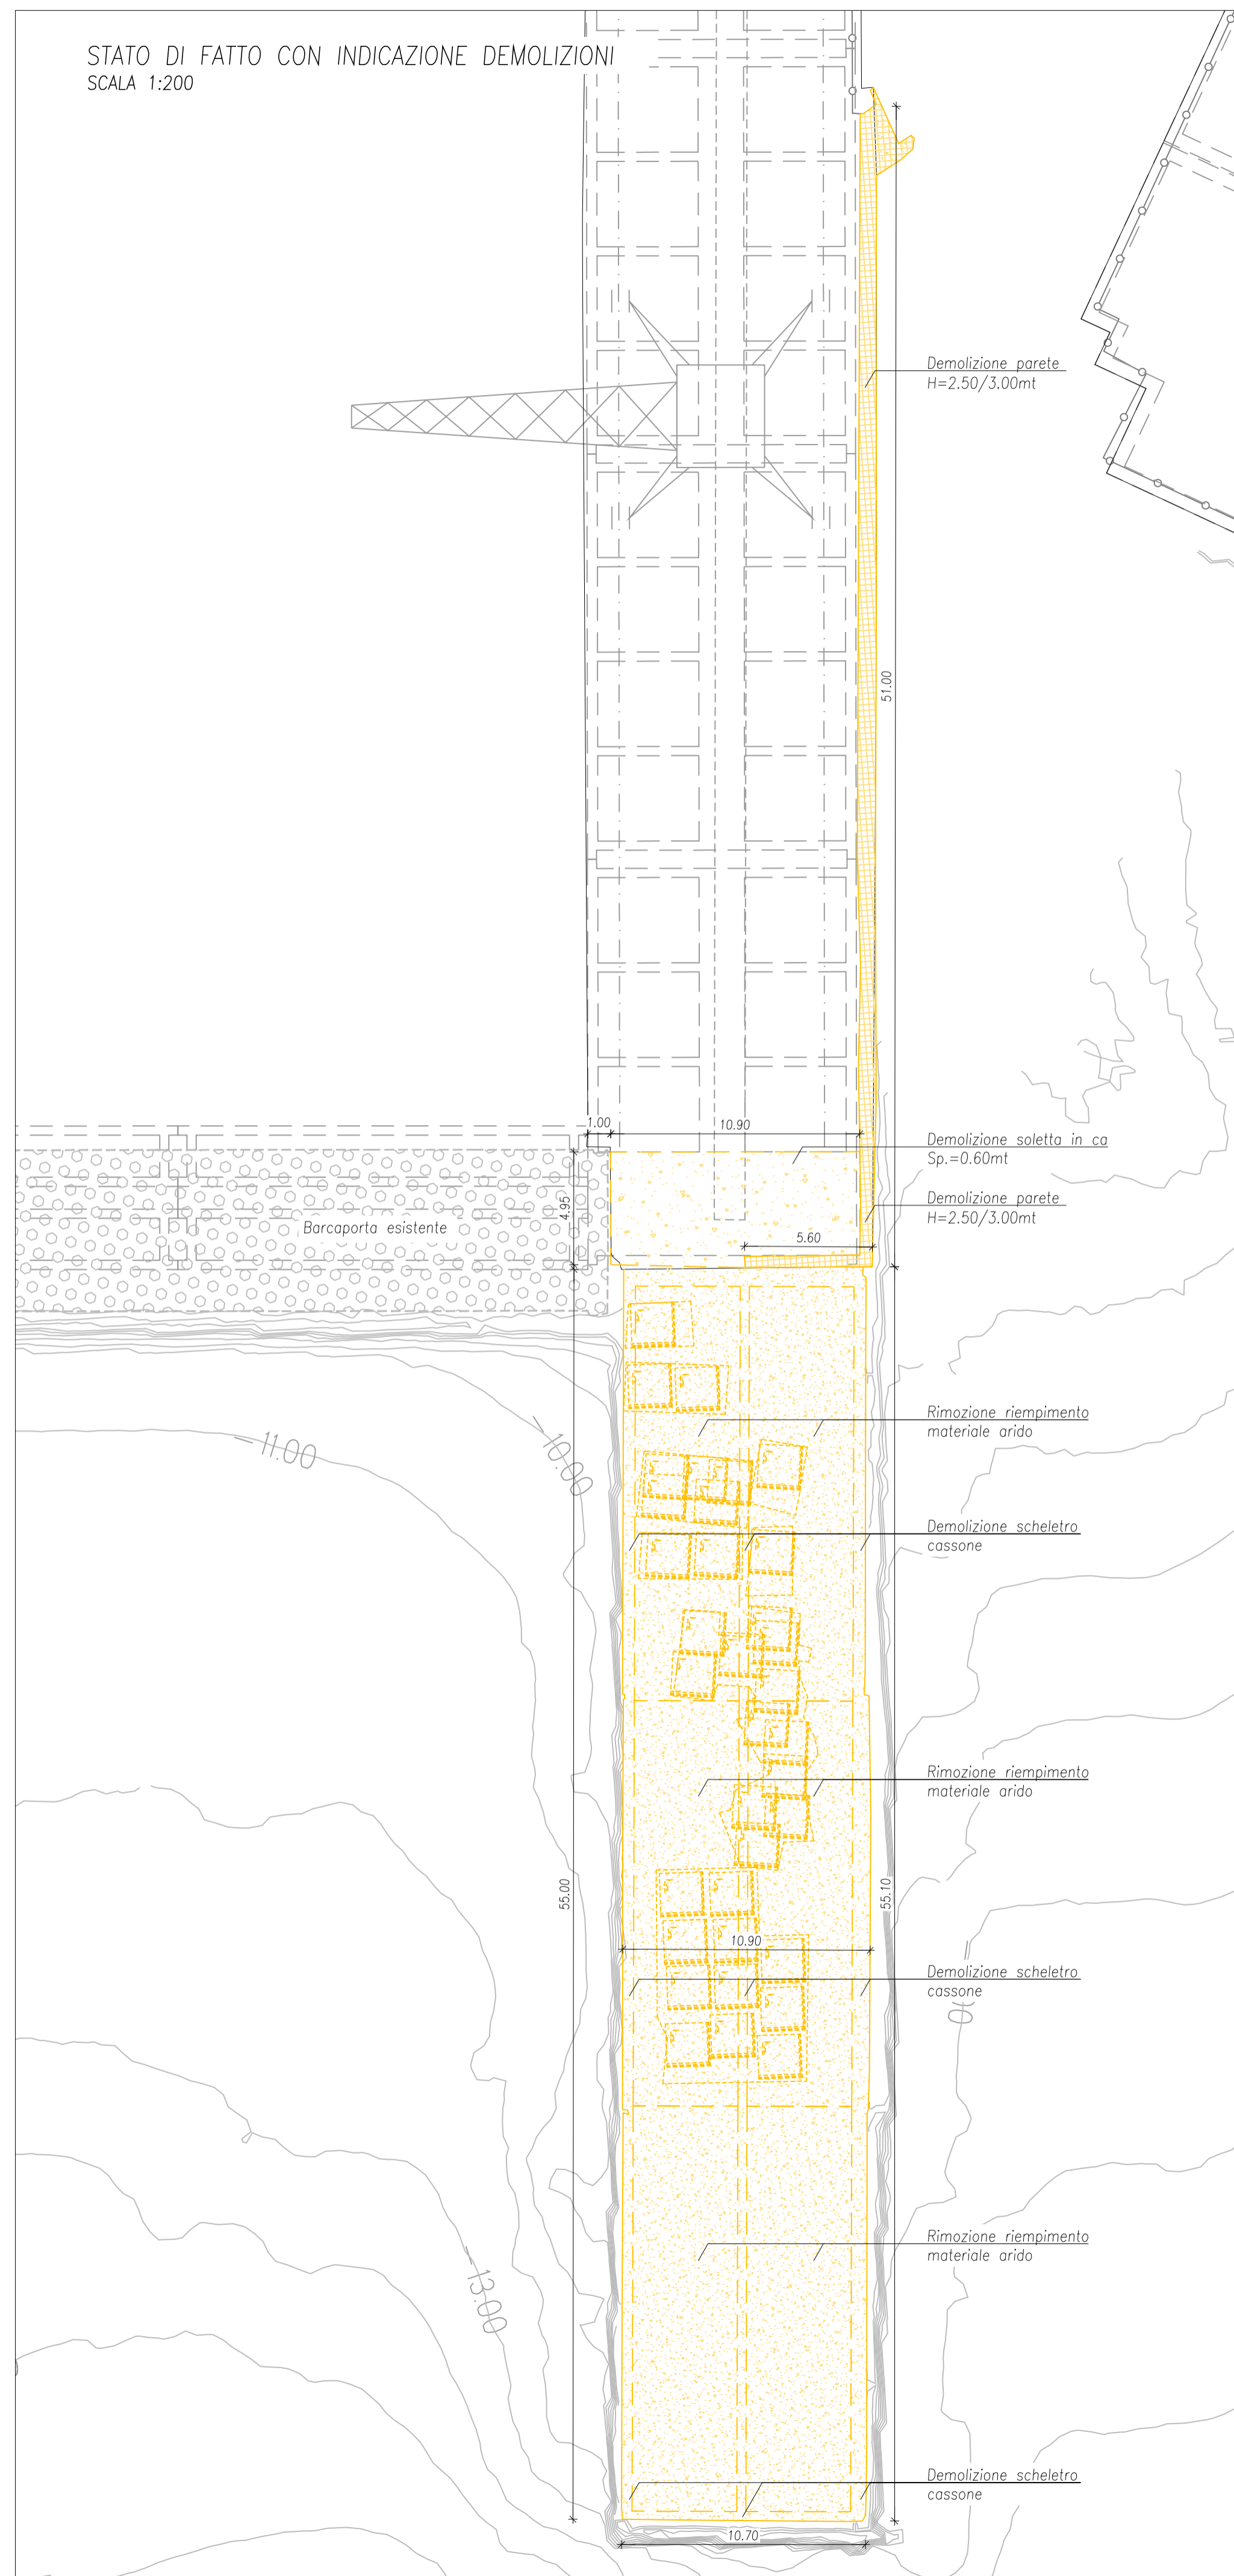 STATO DI FATTO CON INDICAZIONE DEMOLIZIONI
SCALA 1:200
Demolizione parete
H=2.50/3.00mt
51.00
1.00
10.90
Demolizione soletta in ca
Sp.=0.60mt
4.95
Demolizione parete
H=2.50/3.00mt
Barcaporta esistente
5.60
Rimozione riempimento
materiale arido
-11.00
-10.00
Demolizione scheletro
cassone
Rimozione riempimento
materiale arido
55.00
55.10
10.90
Demolizione scheletro
cassone
Rimozione riempimento
materiale arido
-13.00
Demolizione scheletro
cassone
10.70